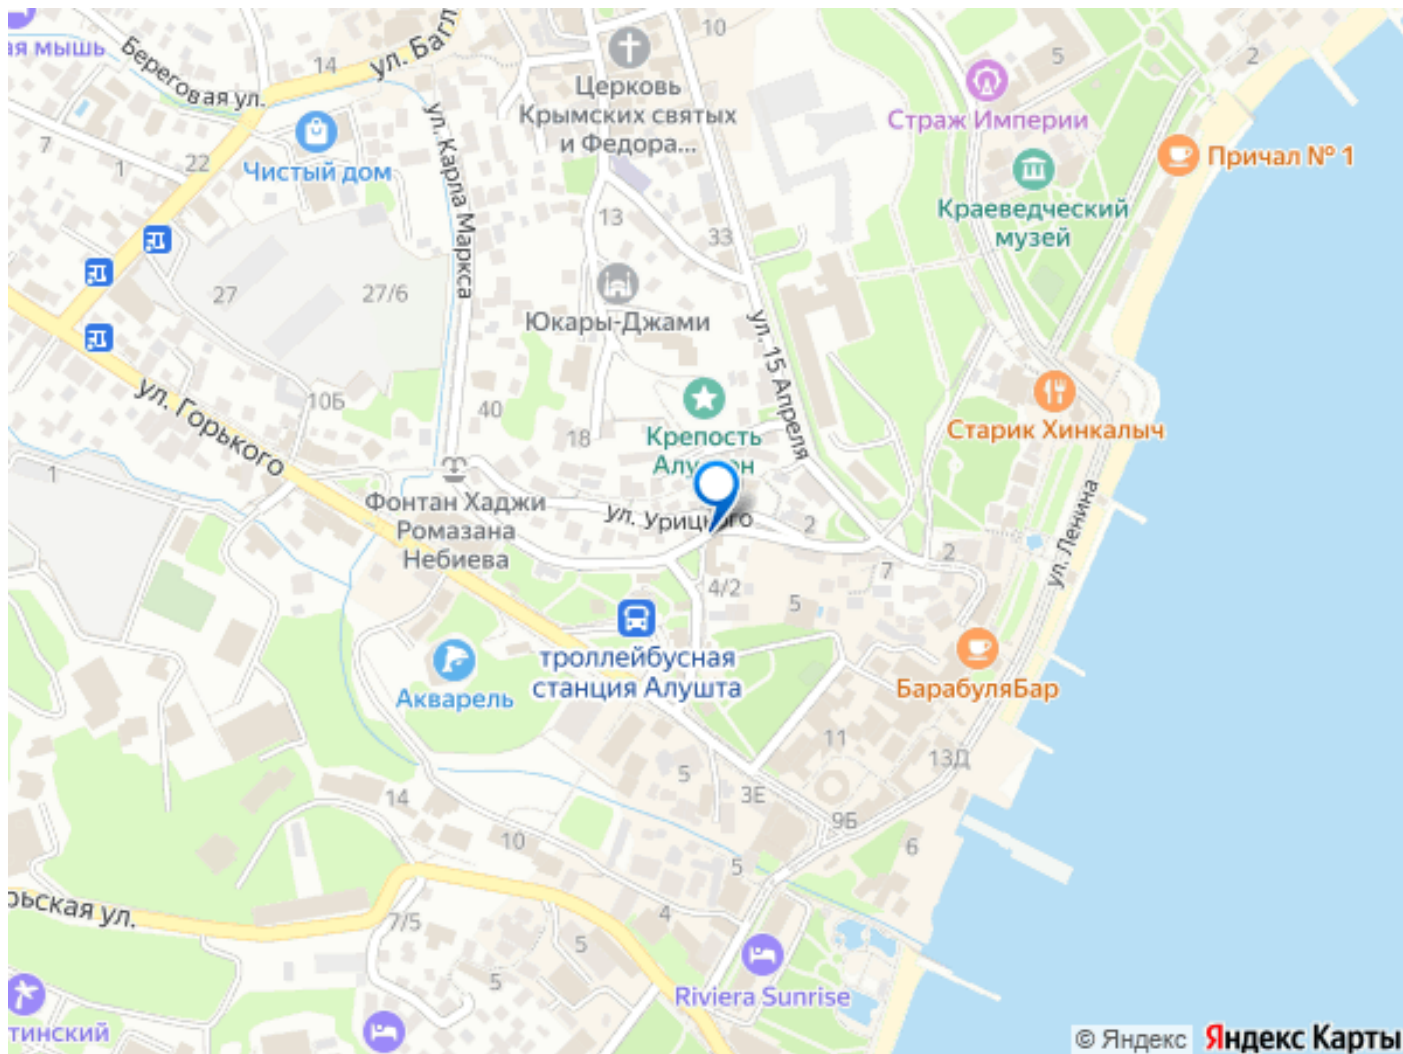 10
ул. Багл
ая мышь
Береговая ул.
14
5
2
Церковь
Крымских святых
и Федора...
Страж Империи
ул. Карла Маркса
Чистый дом
7
1
22
Причал № 1
Краеведческий
музей
13
33
27
27/6
Юкары-Джами
ул. 15 Апреля
ул. Горького
10Б
40
18
Крепость
Старик Хинкалыч
1
Фонтан Хаджи
Ромазана
Небиева
ул. Урицкого
2
2
ул. Ленина
7
4/2
5
троллейбусная
станция Алушта
Акварель
БарабуляБар
11
13Д
5
3Е
14
9Б
10
6
5
рьская ул.
7/5
4
5
5
Riviera Sunrise
тинский
© Яндекс
Яндекс Карты